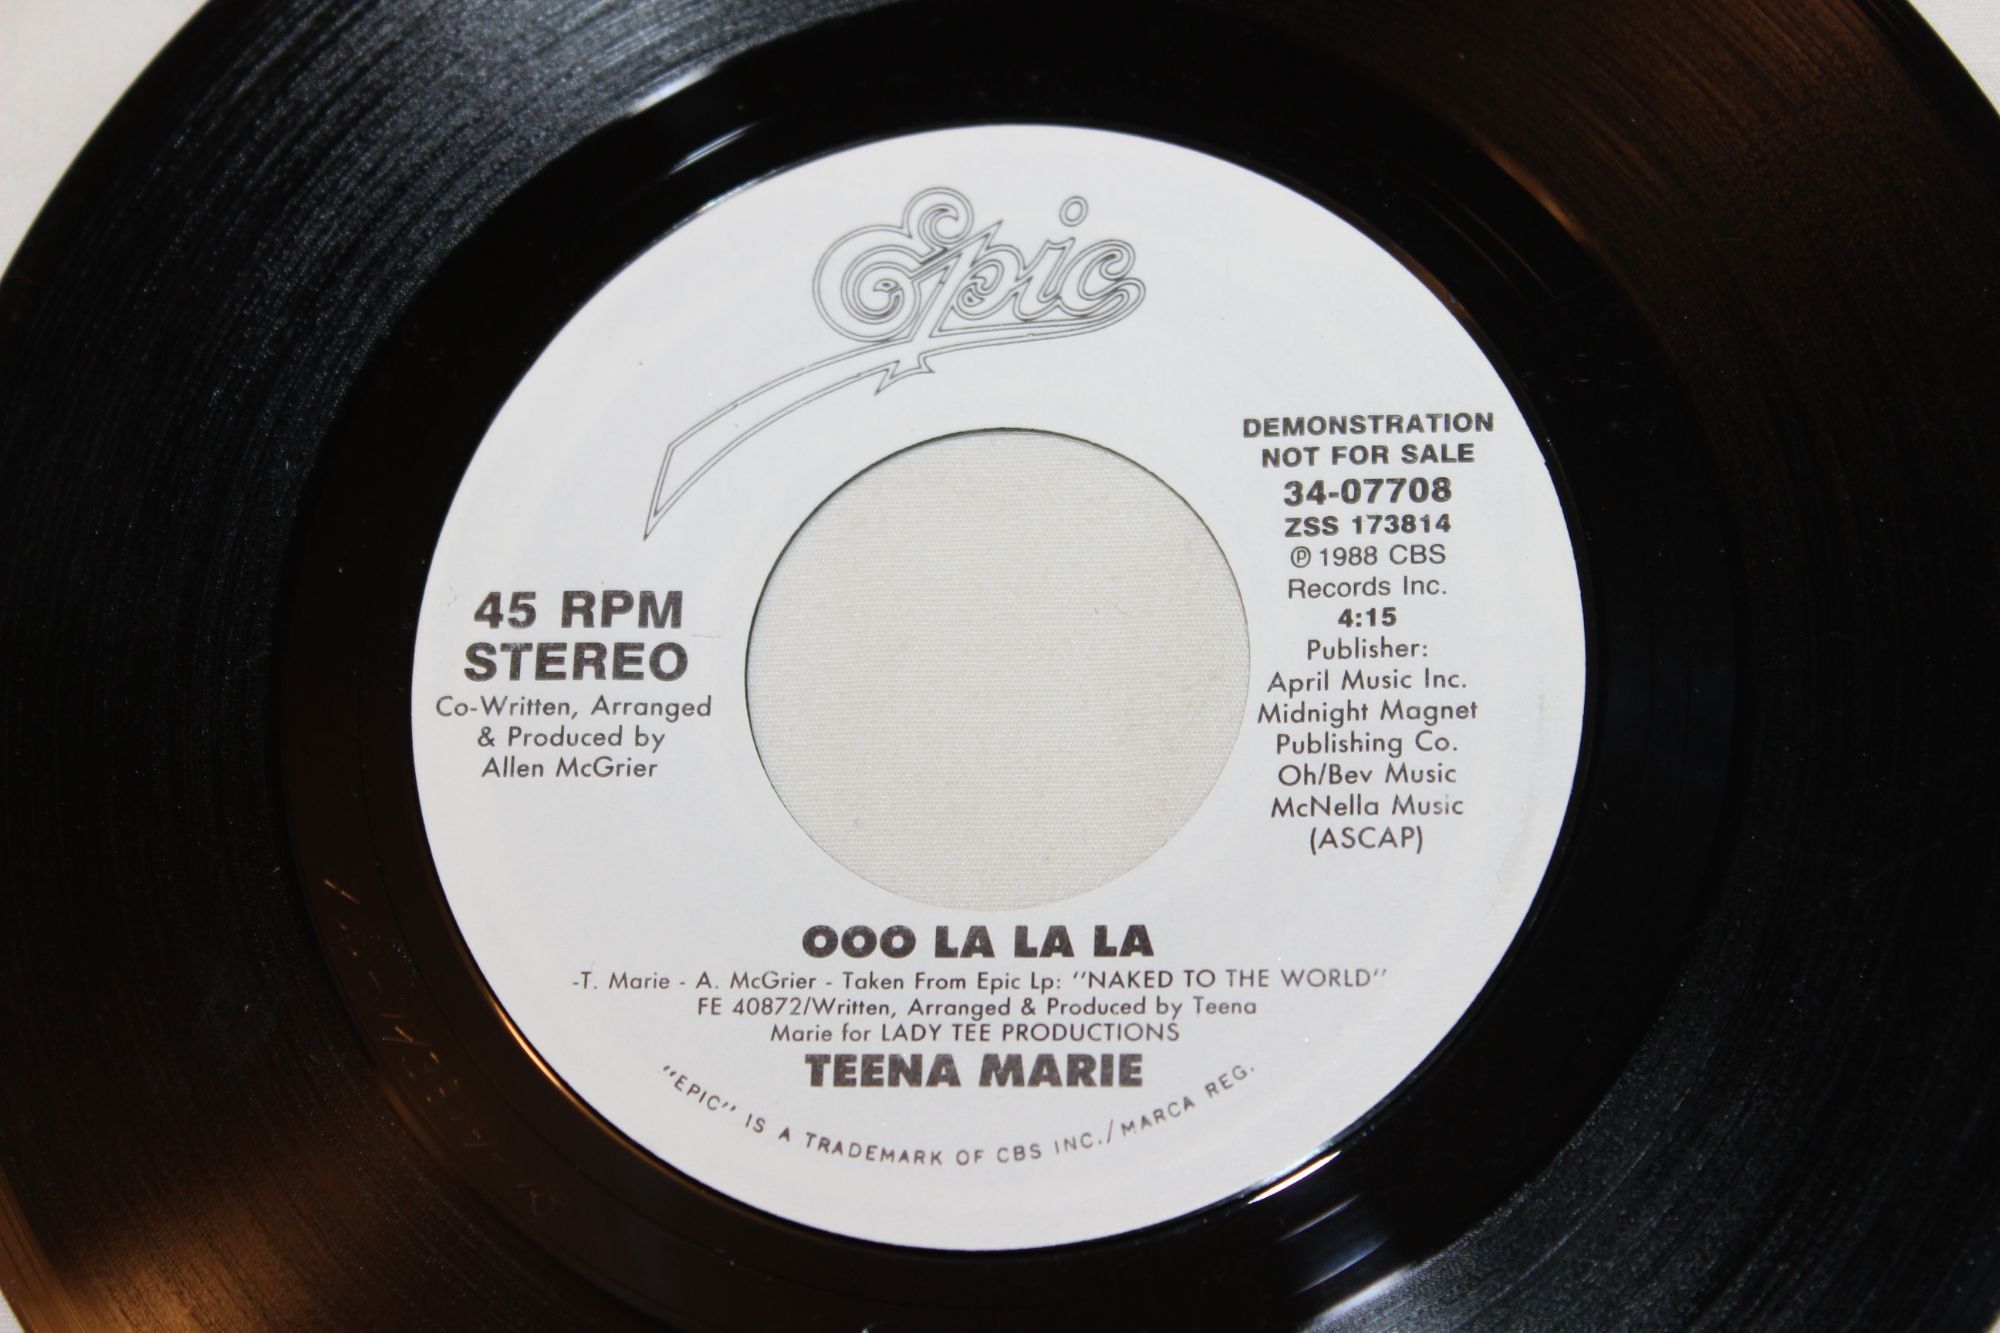 Epic
DEMONSTRATION
NOT FOR SALE
34-07708
ZSS 173814
℗ 1988 CBS
Records Inc.
4:15
Publisher:
April Music Inc.
Midnight Magnet
Publishing Co.
Oh/Bev Music
McNella Music
(ASCAP)
45 RPM
STEREO
Co-Written, Arranged
& Produced by
Allen McGrier
OOO LA LA LA
-T. Marie - A. McGrier - Taken From Epic Lp: "NAKED TO THE WORLD"
FE 40872/Written, Arranged & Produced by Teena
Marie for LADY TEE PRODUCTIONS
TEENA MARIE
"EPIC" IS A TRADEMARK OF CBS INC./MARCA REG.